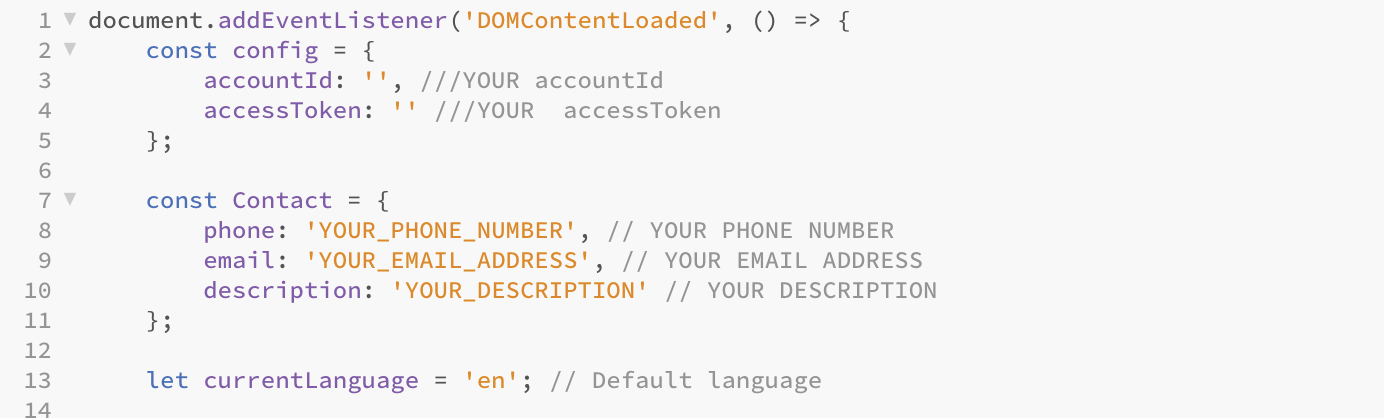 1 document.addEventListener('DOMContentLoaded', () => {
2     const config = {
3         accountId: '', ///YOUR accountId
4         accessToken: '' ///YOUR  accessToken
5     };
6
7     const Contact = {
8         phone: 'YOUR_PHONE_NUMBER', // YOUR PHONE NUMBER
9         email: 'YOUR_EMAIL_ADDRESS', // YOUR EMAIL ADDRESS
10         description: 'YOUR_DESCRIPTION' // YOUR DESCRIPTION
11     };
12
13     let currentLanguage = 'en'; // Default language
14